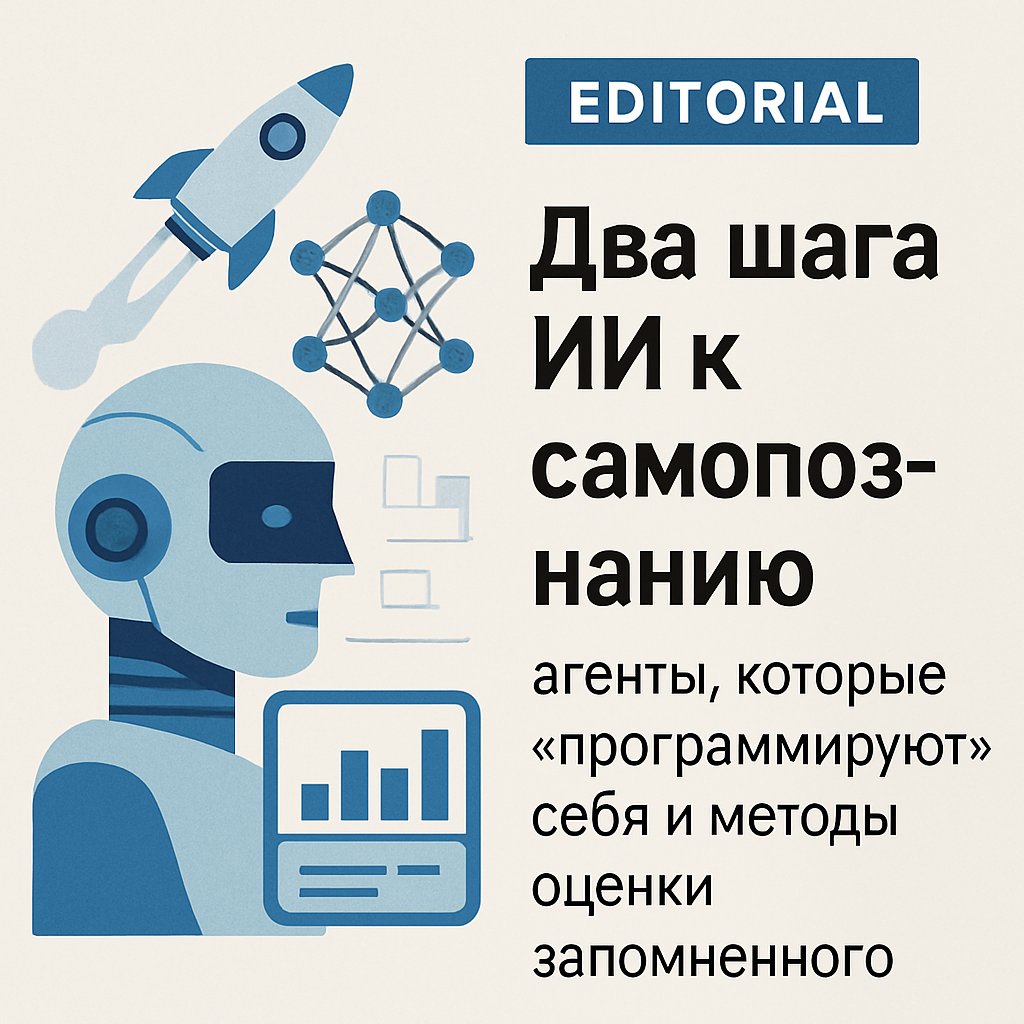 EDITORIAL
Два шага
ИИ к
самопоз-
нанию
агенты, которые
«программируют»
себя и методы
оценки
запомненного